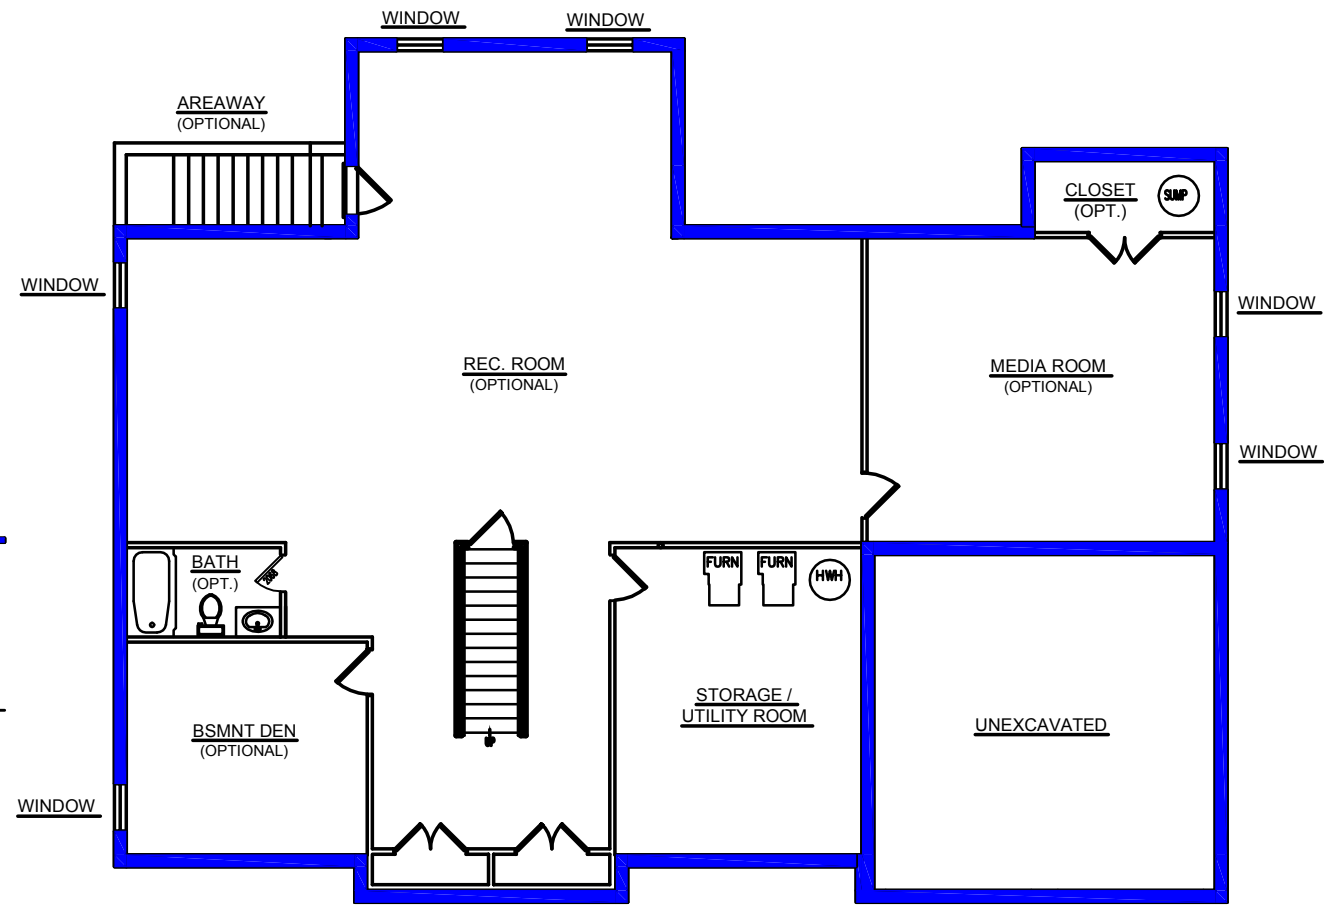 WINDOW
WINDOW
AREAWAY
(OPTIONAL)
CLOSET
(OPT.)
SUMP
WINDOW
WINDOW
REC. ROOM
(OPTIONAL)
MEDIA ROOM
(OPTIONAL)
WINDOW
BATH
(OPT.)
FURN
FURN
HWH
STORAGE /
UTILITY ROOM
UNEXCAVATED
BSMNT DEN
(OPTIONAL)
UP
WINDOW